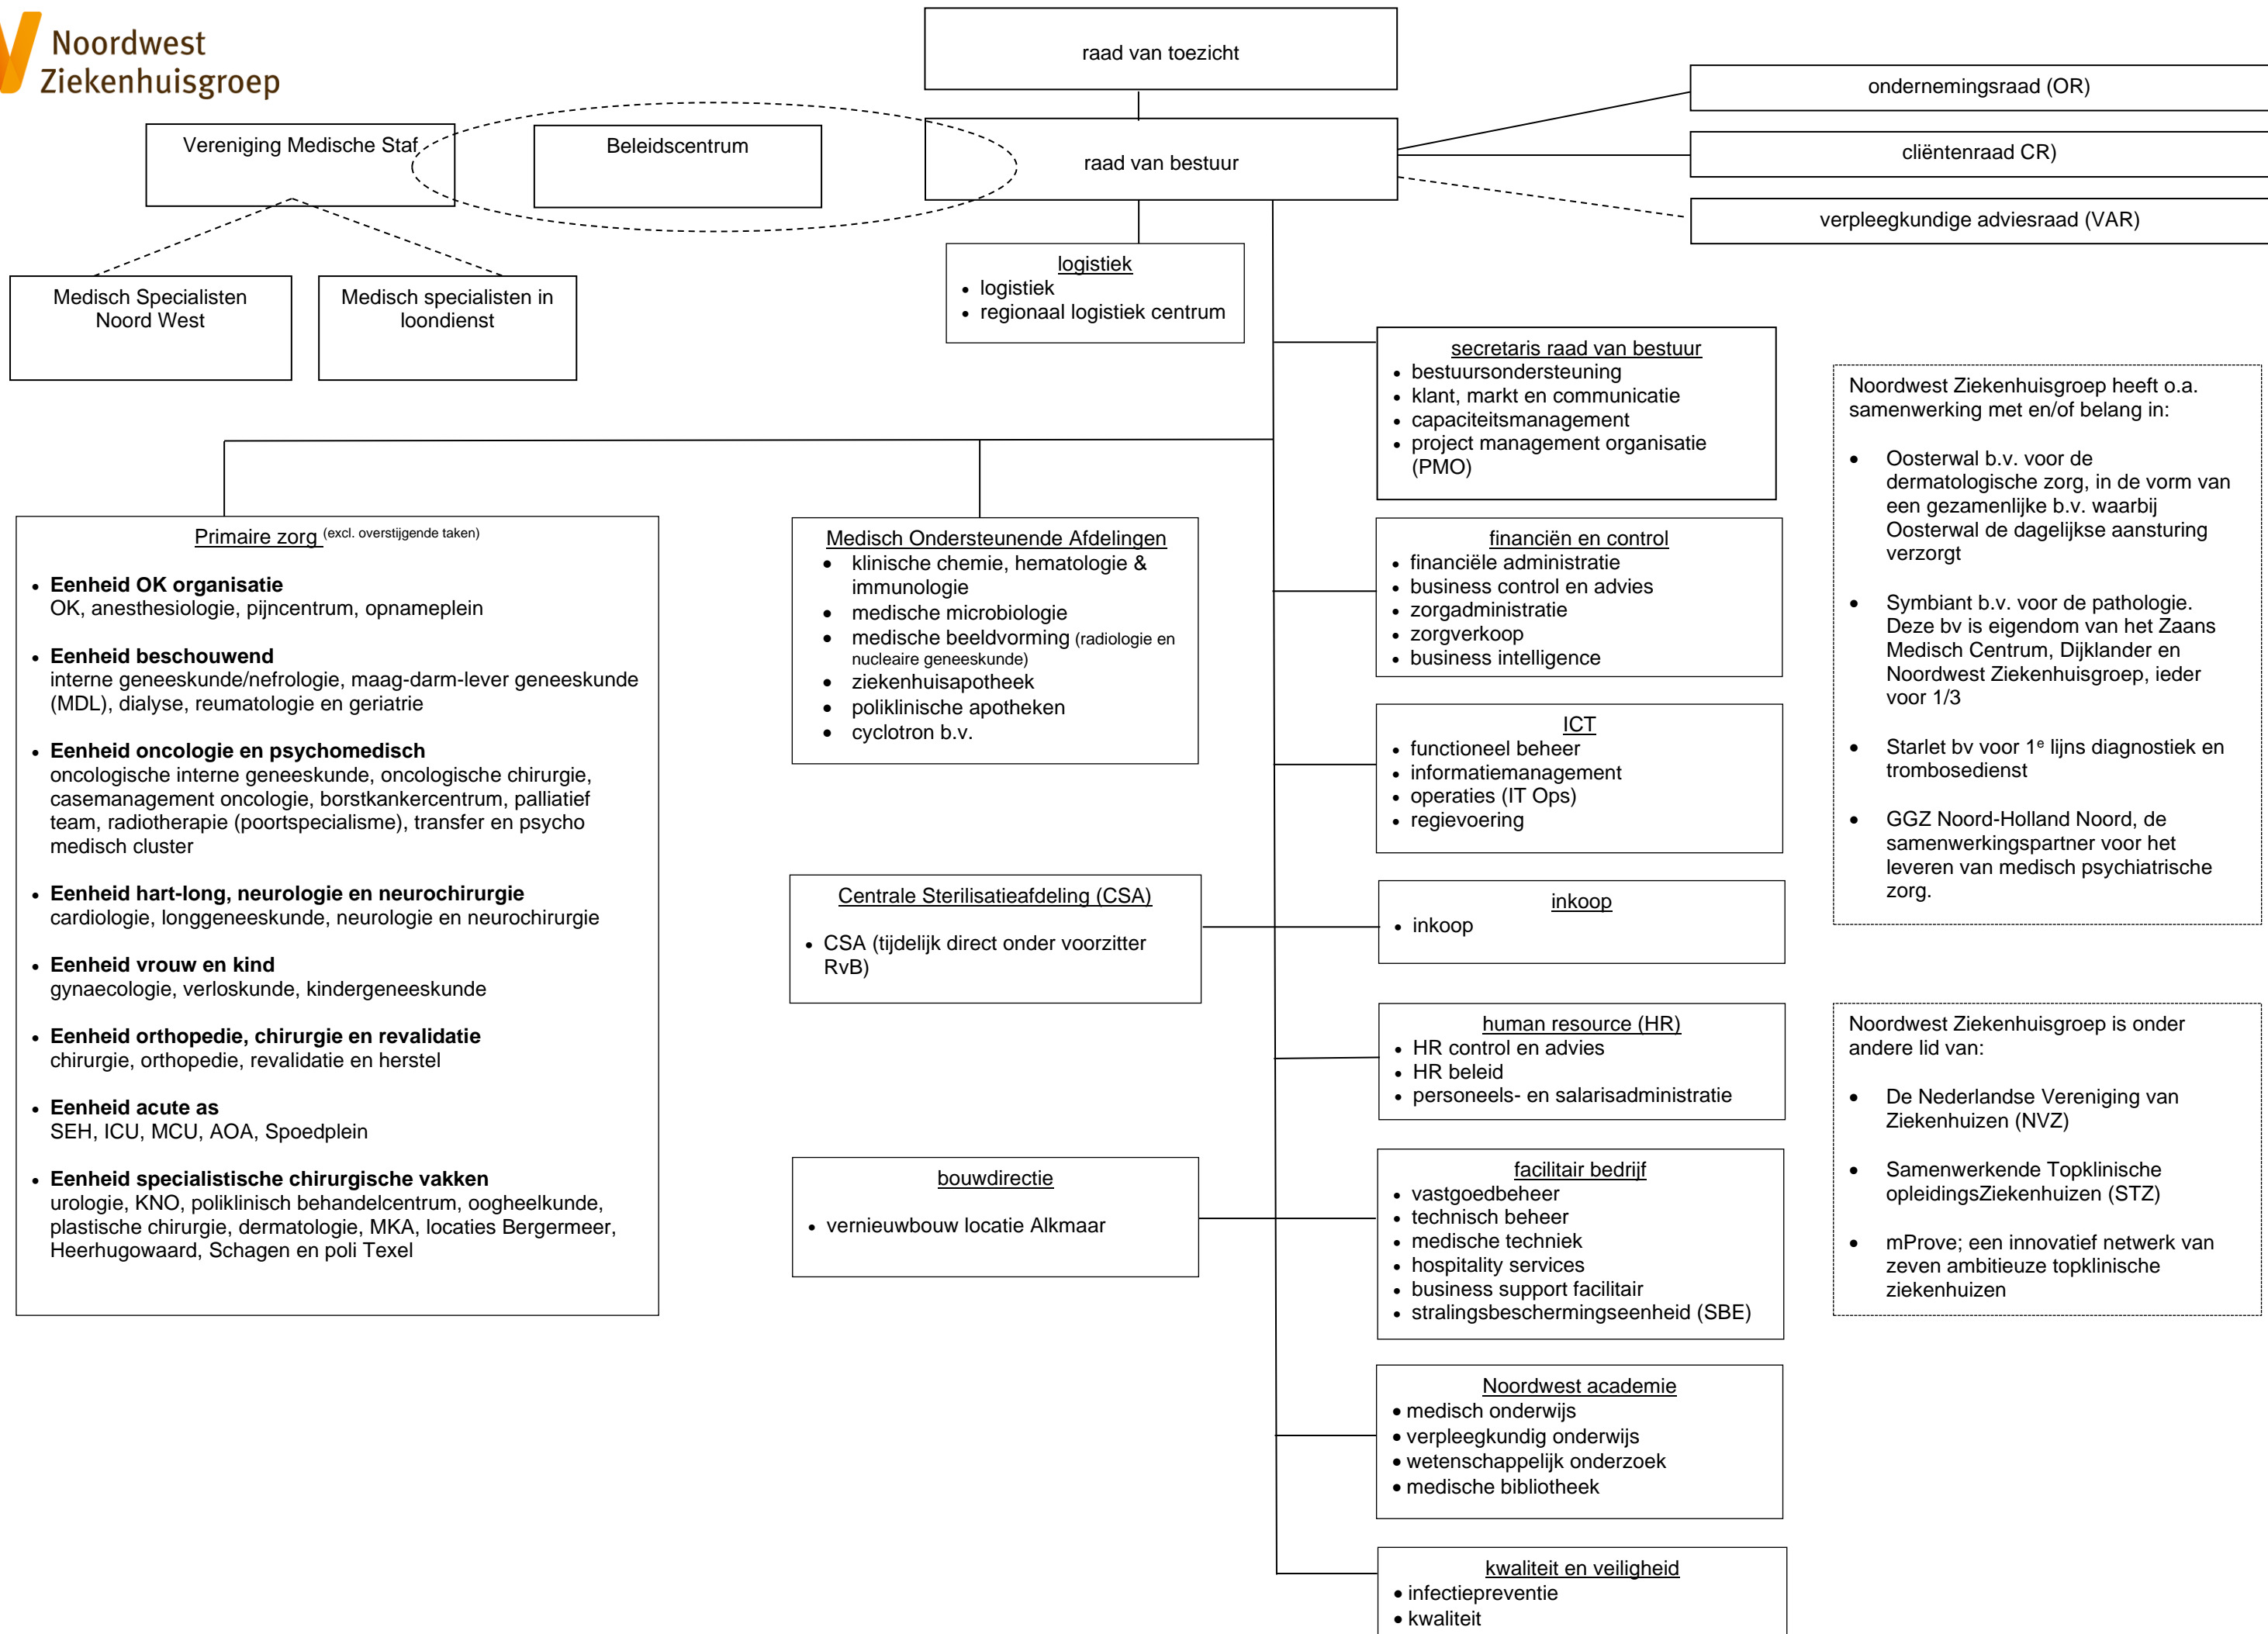 Noordwest
Ziekenhuisgroep
raad van toezicht
ondernemingsraad (OR)
Vereniging Medische Staf
Beleidscentrum
raad van bestuur
cliëntenraad CR)
verpleegkundige adviesraad (VAR)
Medisch Specialisten
Noord West
Medisch specialisten in
loondienst
logistiek
• logistiek
• regionaal logistiek centrum
secretaris raad van bestuur
• bestuursondersteuning
• klant, markt en communicatie
• capaciteitsmanagement
• project management organisatie
(PMO)
Primaire zorg (excl. overstijgende taken)
• Eenheid OK organisatie
OK, anesthesiologie, pijncentrum, opnameplein
• Eenheid beschouwend
interne geneeskunde/nefrologie, maag-darm-lever geneeskunde
(MDL), dialyse, reumatologie en geriatrie
• Eenheid oncologie en psychomedisch
oncologische interne geneeskunde, oncologische chirurgie,
casemanagement oncologie, borstkankercentrum, palliatief
team, radiotherapie (poortspecialisme), transfer en psycho
medisch cluster
• Eenheid hart-long, neurologie en neurochirurgie
cardiologie, longgeneeskunde, neurologie en neurochirurgie
• Eenheid vrouw en kind
gynaecologie, verloskunde, kindergeneeskunde
• Eenheid orthopedie, chirurgie en revalidatie
chirurgie, orthopedie, revalidatie en herstel
• Eenheid acute as
SEH, ICU, MCU, AOA, Spoedplein
• Eenheid specialistische chirurgische vakken
urologie, KNO, poliklinisch behandelcentrum, oogheelkunde,
plastische chirurgie, dermatologie, MKA, locaties Bergermeer,
Heerhugowaard, Schagen en poli Texel
Medisch Ondersteunende Afdelingen
• klinische chemie, hematologie &
immunologie
• medische microbiologie
• medische beeldvorming (radiologie en
nucleaire geneeskunde)
• ziekenhuisapotheek
• poliklinische apotheken
• cyclotron b.v.
Centrale Sterilisatieafdeling (CSA)
• CSA (tijdelijk direct onder voorzitter
RvB)
bouwdirectie
• vernieuwbouw locatie Alkmaar
financiën en control
• financiële administratie
• business control en advies
• zorgadministratie
• zorgverkoop
• business intelligence
ICT
• functioneel beheer
• informatiemanagement
• operaties (IT Ops)
• regievoering
inkoop
• inkoop
human resource (HR)
• HR control en advies
• HR beleid
• personeels- en salarisadministratie
facilitair bedrijf
• vastgoedbeheer
• technisch beheer
• medische techniek
• hospitality services
• business support facilitair
• stralingsbeschermingseenheid (SBE)
Noordwest academie
• medisch onderwijs
• verpleegkundig onderwijs
• wetenschappelijk onderzoek
• medische bibliotheek
kwaliteit en veiligheid
• infectiepreventie
• kwaliteit
Noordwest Ziekenhuisgroep heeft o.a.
samenwerking met en/of belang in:
• Oosterwal b.v. voor de
dermatologische zorg, in de vorm van
een gezamenlijke b.v. waarbij
Oosterwal de dagelijkse aansturing
verzorgt
• Symbiant b.v. voor de pathologie.
Deze bv is eigendom van het Zaans
Medisch Centrum, Dijklander en
Noordwest Ziekenhuisgroep, ieder
voor 1/3
• Starlet bv voor 1e lijns diagnostiek en
trombosedienst
• GGZ Noord-Holland Noord, de
samenwerkingspartner voor het
leveren van medisch psychiatrische
zorg.
Noordwest Ziekenhuisgroep is onder
andere lid van:
• De Nederlandse Vereniging van
Ziekenhuizen (NVZ)
• Samenwerkende Topklinische
opleidingsZiekenhuizen (STZ)
• mProve; een innovatief netwerk van
zeven ambitieuze topklinische
ziekenhuizen